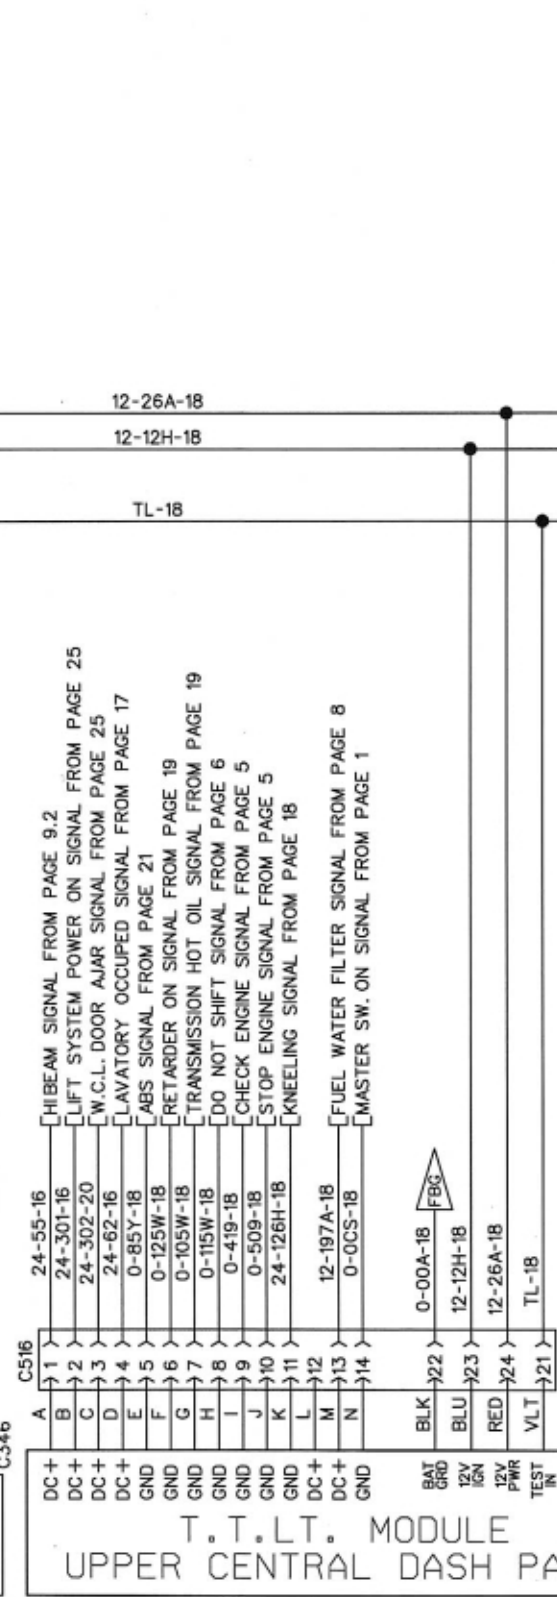 12-26A-18
12-12H-18
TL-18
C346
C516
DC+ A 1 24-55-16 HIBEAM SIGNAL FROM PAGE 9.2
DC+ B 2 24-301-16 LIFT SYSTEM POWER ON SIGNAL FROM PAGE 25
DC+ C 3 24-302-20 W.C.L. DOOR AJAR SIGNAL FROM PAGE 25
DC+ D 4 24-62-16 LAVATORY OCCUPED SIGNAL FROM PAGE 17
GND E 5 0-85Y-18 ABS SIGNAL FROM PAGE 21
GND F 6 0-125W-18 RETARDER ON SIGNAL FROM PAGE 19
GND G 7 0-105W-18 TRANSMISSION HOT OIL SIGNAL FROM PAGE 19
GND H 8 0-115W-18 DO NOT SHIFT SIGNAL FROM PAGE 6
GND I 9 0-419-18 CHECK ENGINE SIGNAL FROM PAGE 5
GND J 10 0-509-18 STOP ENGINE SIGNAL FROM PAGE 5
GND K 11 24-126H-18 KNEELING SIGNAL FROM PAGE 18
DC+ L 12
DC+ M 13 12-197A-18 FUEL WATER FILTER SIGNAL FROM PAGE 8
GND N 14 0-0CS-18 MASTER SW. ON SIGNAL FROM PAGE 1
BAT GRD BLK 22 0-00A-18 FBG
12V IGN BLU 23 12-12H-18
12V PWR RED 24 12-26A-18
TEST IN VLT 21 TL-18
T.T.LT. MODULE
UPPER CENTRAL DASH PA